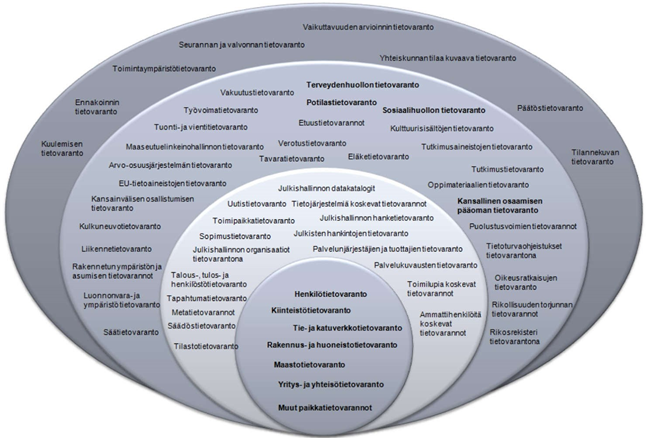 Vaikuttavuuden arvioinnin tietovaranto
Seurannan ja valvonnan tietovaranto
Yhteiskunnan tilaa kuvaava tietovaranto
Toimintaympäristötietovaranto
Ennakoinnin
tietovaranto
Päätöstietovaranto
Kuulemisen
tietovaranto
Tilannekuvan
tietovaranto
Terveydenhuollon tietovaranto
Vakuutustietovaranto
Potilastietovaranto
Sosiaalihuollon tietovaranto
Työvoimatietovaranto
Etuustietovarannot
Tuonti- ja vientitietovaranto
Kulttuurisisältöjen tietovaranto
Maaseutuelinkeinohallinnon tietovaranto
Verotustietovaranto
Tutkimusaineistojen tietovaranto
Tavaratietovaranto
Eläketietovaranto
Arvo-osuusjärjestelmän tietovaranto
Tutkimustietovaranto
EU-tietoaineistojen tietovaranto
Oppimateriaalien tietovaranto
Kansainvälisen osallistumisen
tietovaranto
Kansallinen osaamisen
pääoman tietovaranto
Kulkuneuvotietovaranto
Puolustusvoimien tietovarannot
Liikennetietovaranto
Tietoturvaohjeistukset
tietovarantona
Rakennetun ympäristön ja
asumisen tietovarannot
Oikeusratkaisujen
tietovaranto
Luonnonvara- ja
ympäristötietovaranto
Rikollisuuden torjunnan
tietovarannot
Säätietovaranto
Rikosrekisteri
tietovarantona
Julkishallinnon datakatalogit
Uutistietovaranto
Tietojärjestelmiä koskevat tietovarannot
Toimipaikkatietovaranto
Julkishallinnon hanketietovaranto
Sopimustietovaranto
Julkisten hankintojen tietovaranto
Julkishallinnon organisaatiot
tietovarantona
Palvelunjärjestäjien ja tuottajien tietovaranto
Talous-, tulos- ja
henkilöstötietovaranto
Palvelukuvausten tietovaranto
Tapahtumatietovaranto
Toimilupia koskevat
tietovarannot
Metatietovarannot
Ammattihenkilöitä
koskevat
tietovarannot
Säädöstietovaranto
Tilastotietovaranto
Henkilötietovaranto
Kiinteistötietovaranto
Tie- ja katuverkkotietovaranto
Rakennus- ja huoneistotietovaranto
Maastotietovaranto
Yritys- ja yhteisötietovaranto
Muut paikkatietovarannot